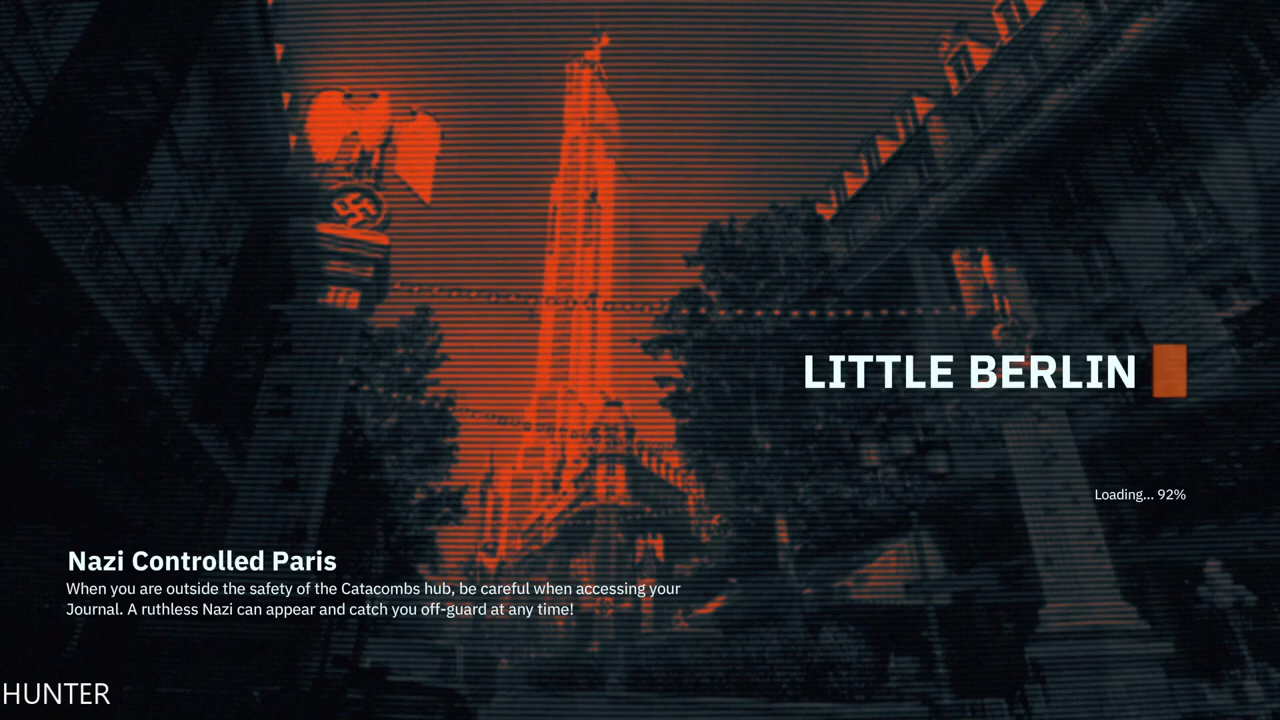 LITTLE BERLIN
Loading... 92%
Nazi Controlled Paris
When you are outside the safety of the Catacombs hub, be careful when accessing your
Journal. A ruthless Nazi can appear and catch you off-guard at any time!
HUNTER